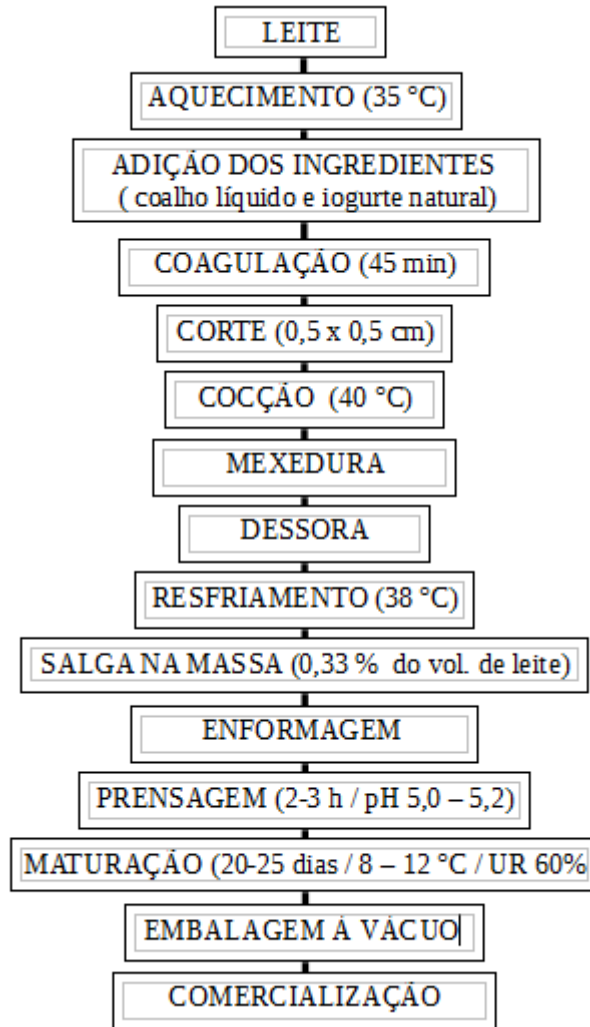 LEITE
AQUECIMENTO (35 °C)
ADIÇÃO DOS INGREDIENTES
( coalho líquido e iogurte natural)
COAGULAÇÃO (45 min)
CORTE (0,5 x 0,5 cm)
COCÇÃO (40 °C)
MEXEDURA
DESSORA
RESFRIAMENTO (38 °C)
SALGA NA MASSA (0,33 % do vol. de leite)
ENFORMAGEM
PRENSAGEM (2-3 h / pH 5,0 – 5,2)
MATURAÇÃO (20-25 dias / 8 – 12 °C / UR 60%
EMBALAGEM À VÁCUO
COMERCIALIZAÇÃO